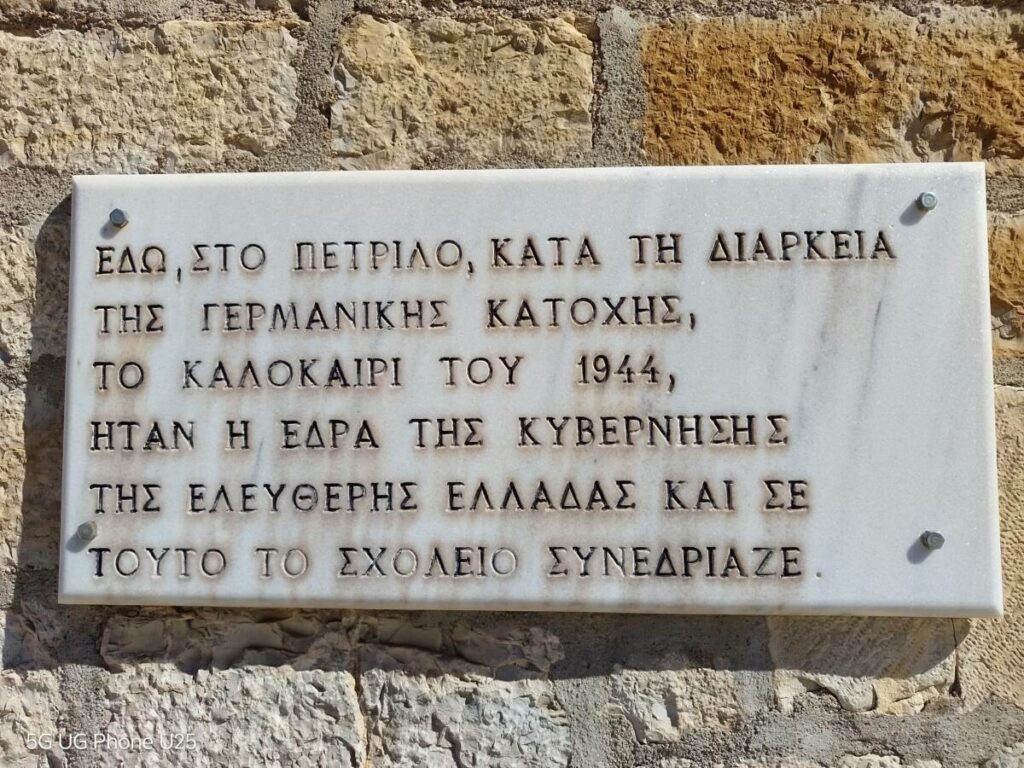 ΕΔΩ, ΣΤΟ ΠΕΤΡΙΛΟ, ΚΑΤΑ ΤΗ ΔΙΑΡΚΕΙΑ
ΤΗΣ ΓΕΡΜΑΝΙΚΗΣ ΚΑΤΟΧΗΣ,
ΤΟ ΚΑΛΟΚΑΙΡΙ ΤΟΥ 1944,
ΗΤΑΝ Η ΕΔΡΑ ΤΗΣ ΚΥΒΕΡΝΗΣΗΣ
ΤΗΣ ΕΛΕΥΘΕΡΗΣ ΕΛΛΑΔΑΣ ΚΑΙ ΣΕ
ΤΟΥΤΟ ΤΟ ΣΧΟΛΕΙΟ ΣΥΝΕΔΡΙΑΖΕ.
5G UG Phone U25